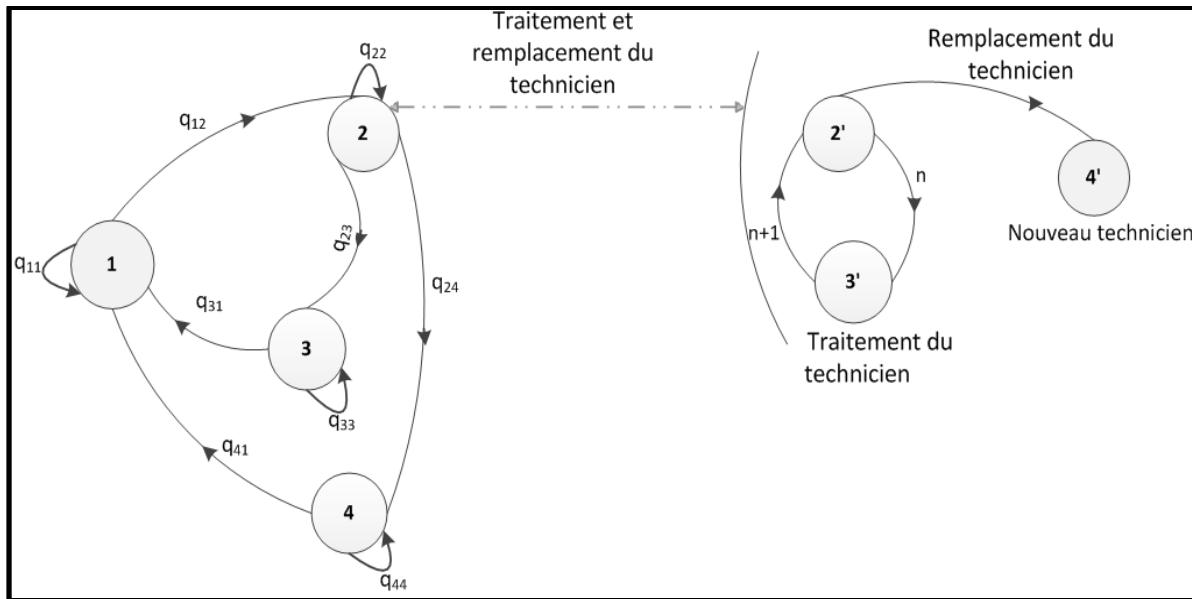 Traitement et
remplacement du
technicien
q22
q12
2
q23
q24
1
q11
q31
3
q33
q41
4
q44
Remplacement du
technicien
2'
n
4'
Nouveau technicien
n+1
3'
Traitement du
technicien